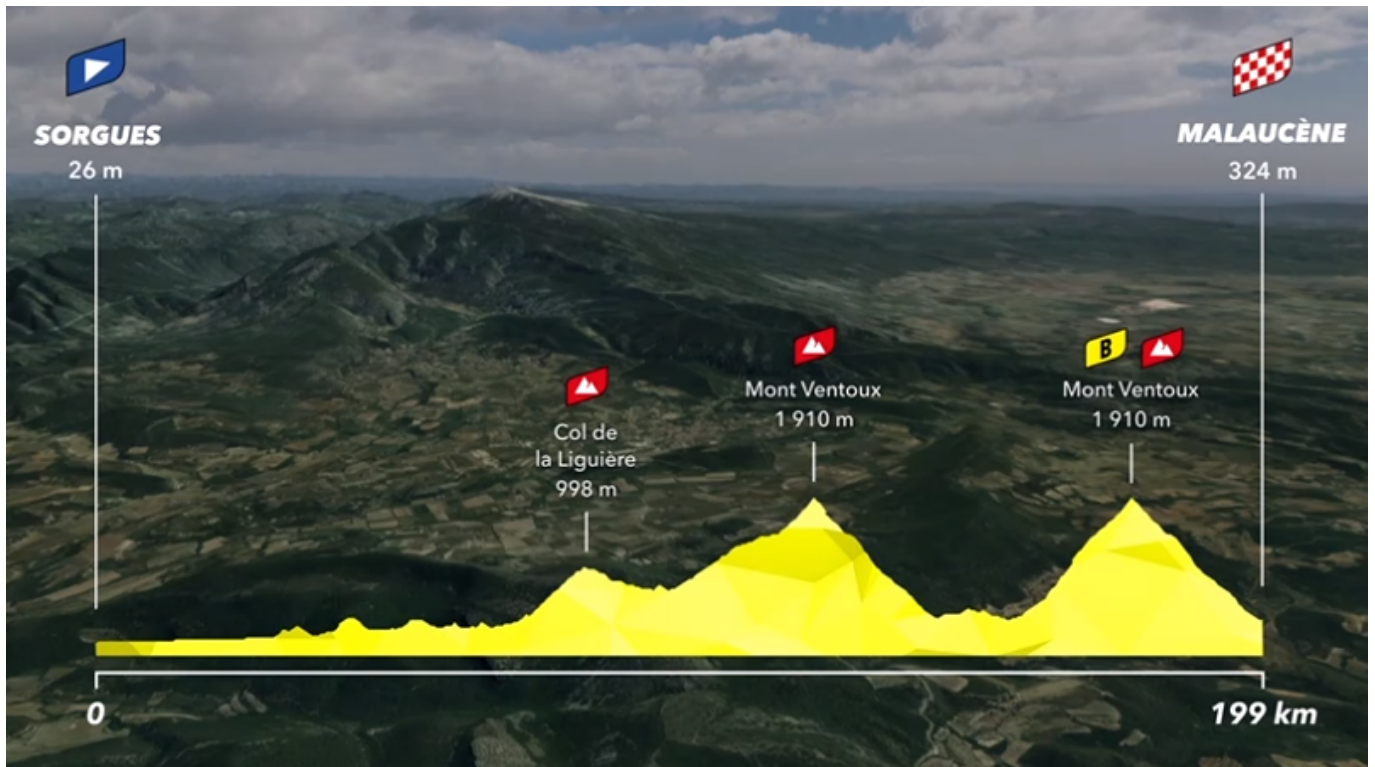 SORGUES
26 m
MALAUCÈNE
324 m
Col de
la Liguière
998 m
Mont Ventoux
1 910 m
B
Mont Ventoux
1 910 m
0
199 km